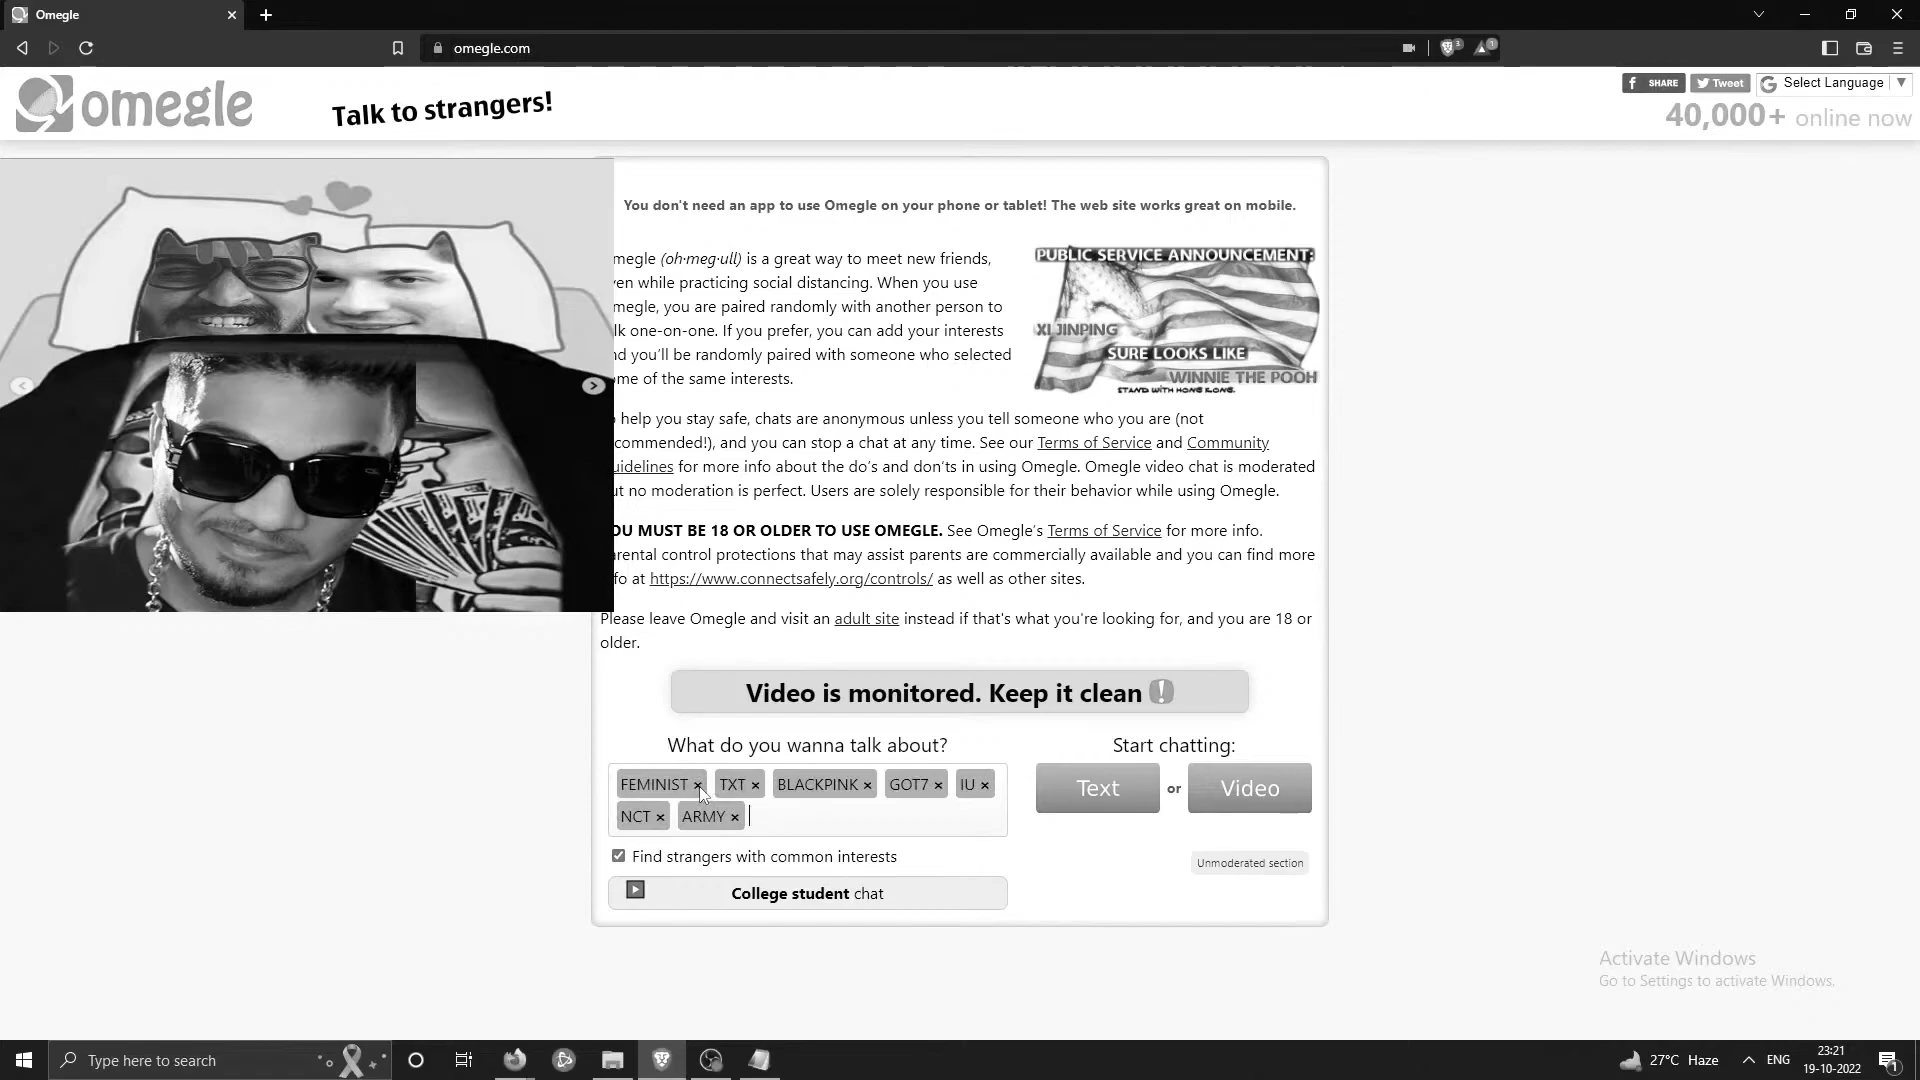 Omegle
omegle.com
3
1
omegle
Talk to strangers!
SHARE
Tweet
Select Language
40,000+ online now
You don't need an app to use Omegle on your phone or tablet! The web site works great on mobile.
megle (oh·meg·ull) is a great way to meet new friends,
en while practicing social distancing. When you use
megle, you are paired randomly with another person to
lk one-on-one. If you prefer, you can add your interests
nd you'll be randomly paired with someone who selected
me of the same interests.
PUBLIC SERVICE ANNOUNCEMENT:
XI JINPING
SURE LOOKS LIKE
WINNIE THE POOH
STAND WITH HONG KONG.
help you stay safe, chats are anonymous unless you tell someone who you are (not
commended!), and you can stop a chat at any time. See our Terms of Service and Community
uidelines for more info about the do's and don'ts in using Omegle. Omegle video chat is moderated
ut no moderation is perfect. Users are solely responsible for their behavior while using Omegle.
OU MUST BE 18 OR OLDER TO USE OMEGLE. See Omegle's Terms of Service for more info.
arental control protections that may assist parents are commercially available and you can find more
fo at https://www.connectsafely.org/controls/ as well as other sites.
Please leave Omegle and visit an adult site instead if that's what you're looking for, and you are 18 or
older.
Video is monitored. Keep it clean
What do you wanna talk about?
Start chatting:
FEMINIST × TXT × BLACKPINK × GOT7 × IU ×
NCT × ARMY ×
Text or Video
Find strangers with common interests
Unmoderated section
College student chat
Activate Windows
Go to Settings to activate Windows.
Type here to search
27°C Haze
ENG
23:21
19-10-2022
1